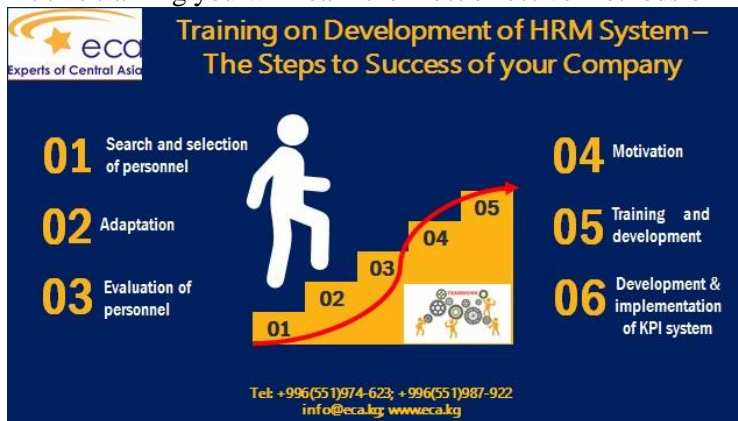 eca
Experts of Central Asia
Training on Development of HRM System –
The Steps to Success of your Company
01 Search and selection
of personnel
02 Adaptation
03 Evaluation of
personnel
04 Motivation
05 Training and
development
06 Development &
implementation
of KPI system
01
02
03
04
05
TEAMWORK
Tel: +996(551)974-623; +996(551)987-922
info@eca.kg; www.eca.kg